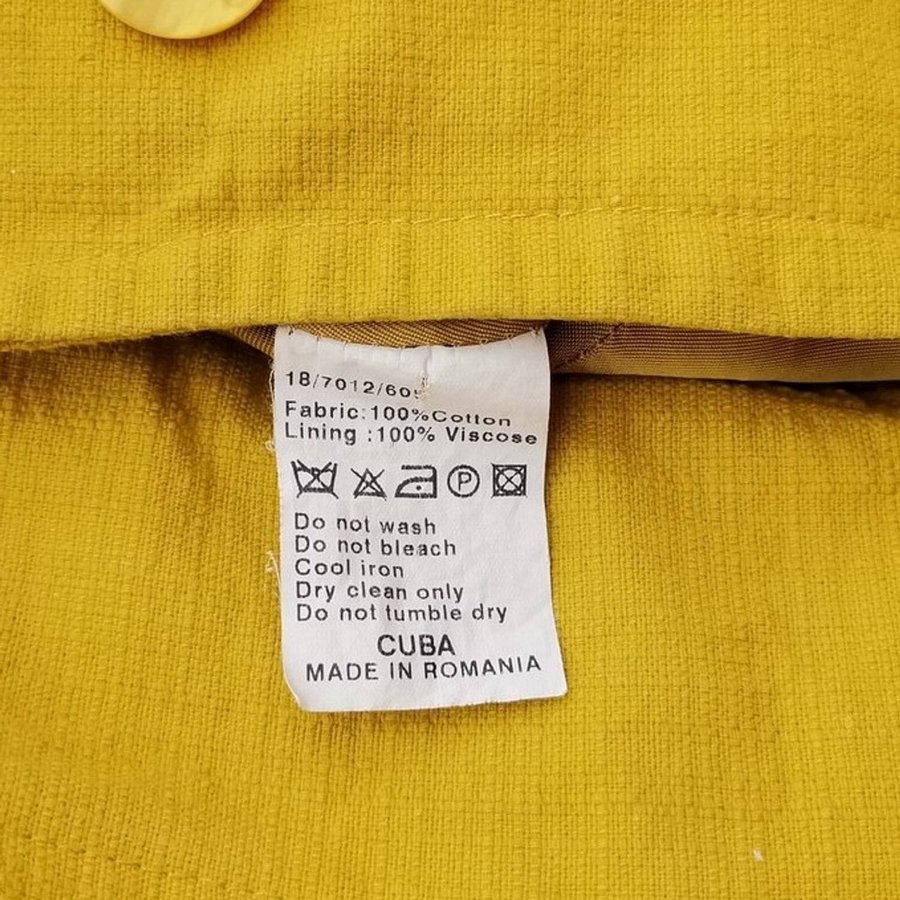 18/7012/60
Fabric:100%Cotton
Lining :100% Viscose
P
Do not wash
Do not bleach
Cool iron
Dry clean only
Do not tumble dry
CUBA
MADE IN ROMANIA